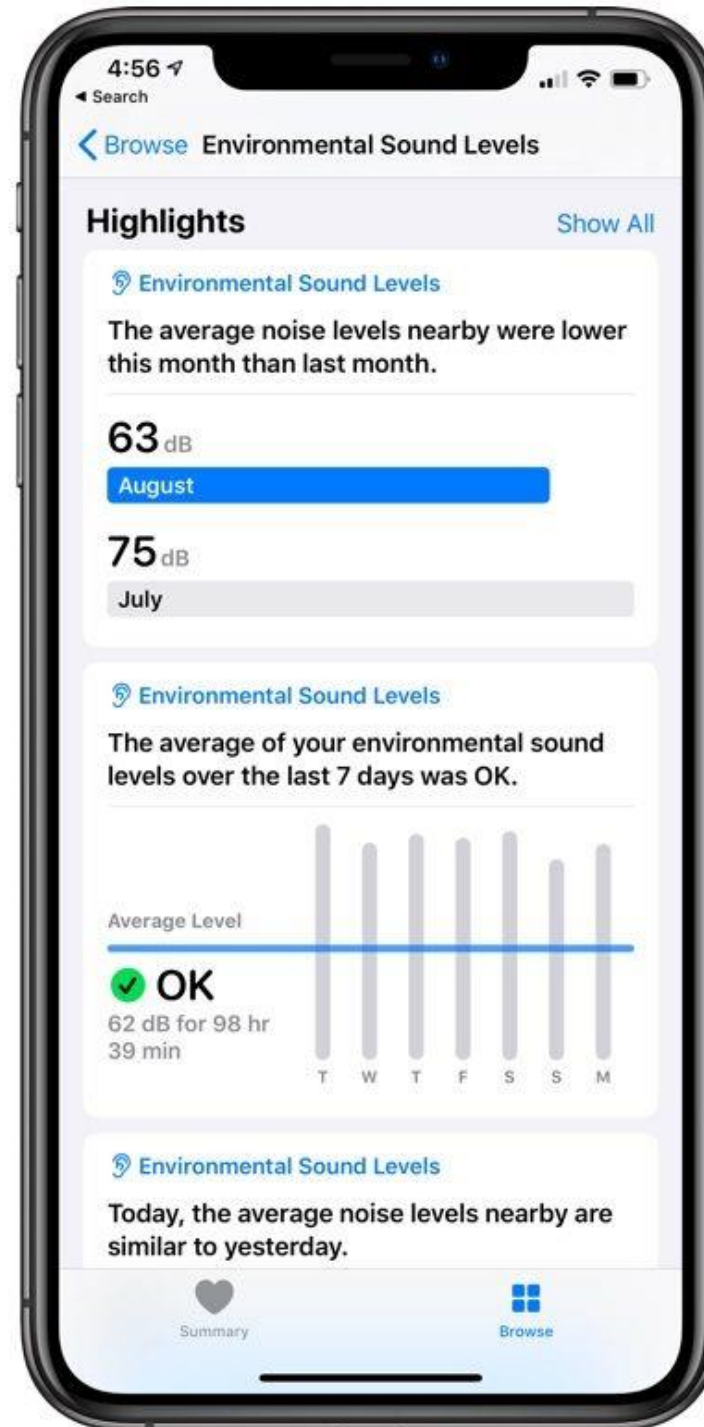 4:56
Search
Browse Environmental Sound Levels
Highlights Show All
Environmental Sound Levels
The average noise levels nearby were lower
this month than last month.
63 dB
August
75 dB
July
Environmental Sound Levels
The average of your environmental sound
levels over the last 7 days was OK.
Average Level
OK
62 dB for 98 hr
39 min
T W T F S S M
Environmental Sound Levels
Today, the average noise levels nearby are
similar to yesterday.
Summary Browse